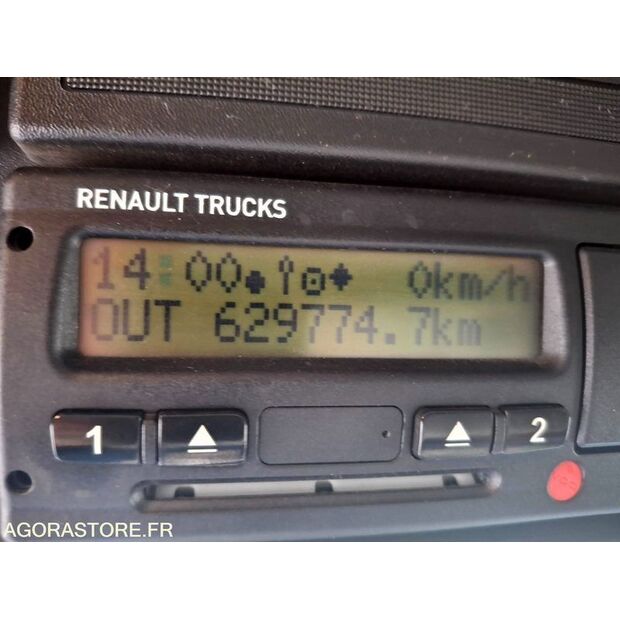 RENAULT TRUCKS
14:00 0km/h
OUT 629774.7km
1 2
AGORASTORE.FR